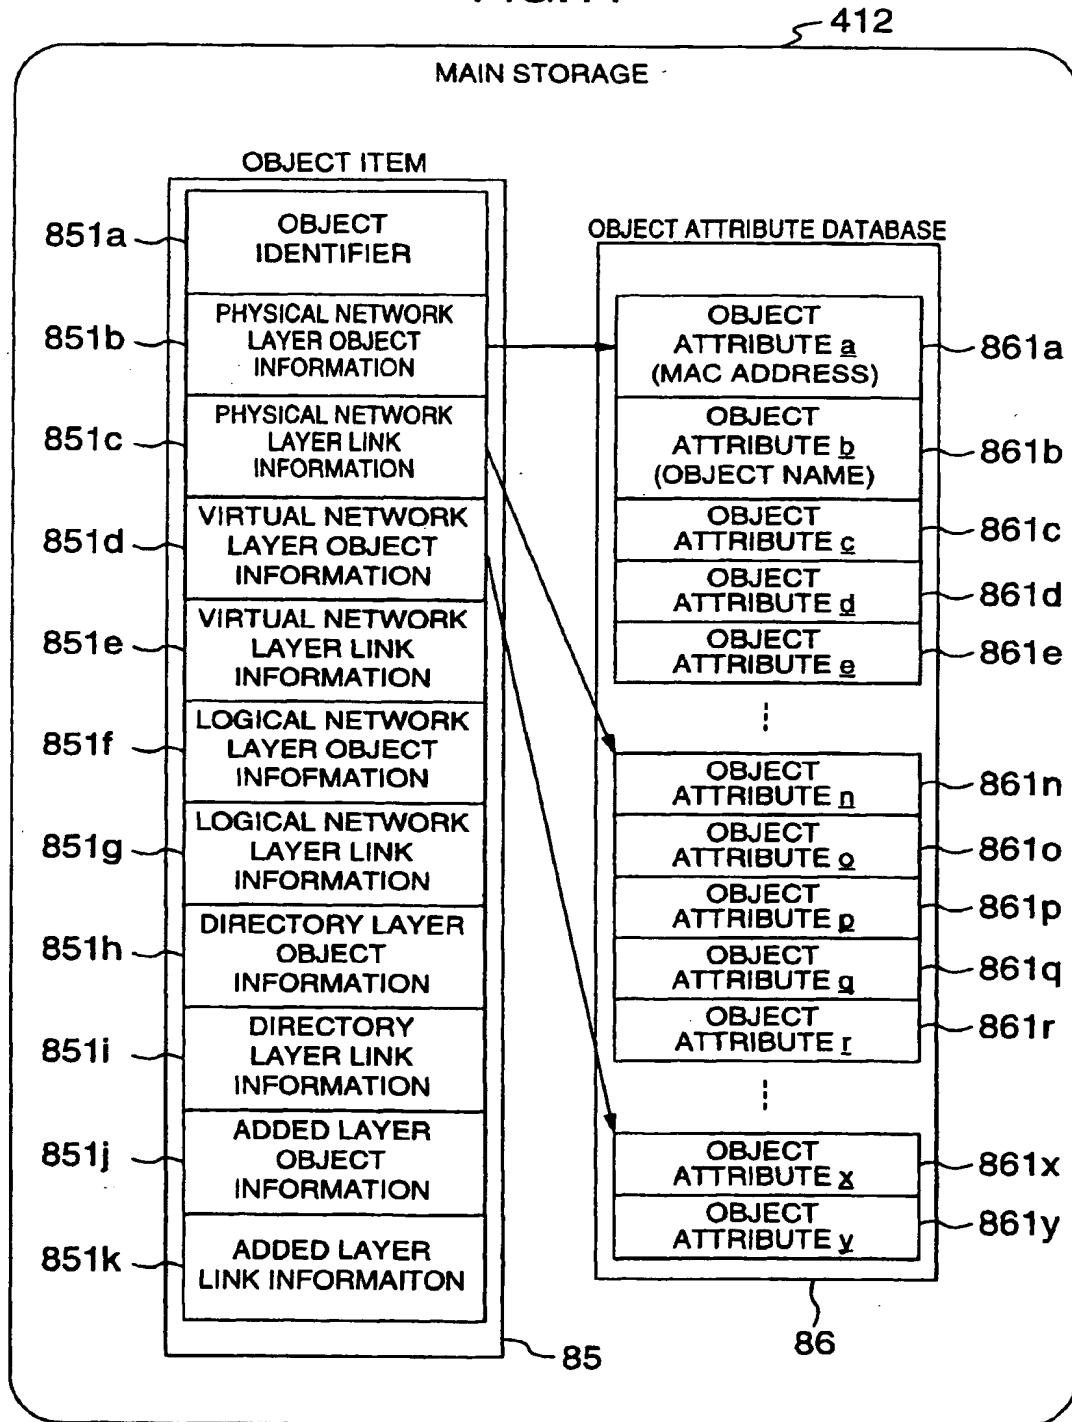 412
MAIN STORAGE
OBJECT ITEM
851a
OBJECT
IDENTIFIER
851b
PHYSICAL NETWORK
LAYER OBJECT
INFORMATION
851c
PHYSICAL NETWORK
LAYER LINK
INFORMATION
851d
VIRTUAL NETWORK
LAYER OBJECT
INFORMATION
851e
VIRTUAL NETWORK
LAYER LINK
INFORMATION
851f
LOGICAL NETWORK
LAYER OBJECT
INFOFMATION
851g
LOGICAL NETWORK
LAYER LINK
INFORMATION
851h
DIRECTORY LAYER
OBJECT
INFORMATION
851i
DIRECTORY
LAYER LINK
INFORMATION
851j
ADDED LAYER
OBJECT
INFORMATION
851k
ADDED LAYER
LINK INFORMAITON
85
OBJECT ATTRIBUTE DATABASE
OBJECT
ATTRIBUTE a
(MAC ADDRESS)
861a
OBJECT
ATTRIBUTE b
(OBJECT NAME)
861b
OBJECT
ATTRIBUTE c
861c
OBJECT
ATTRIBUTE d
861d
OBJECT
ATTRIBUTE e
861e
OBJECT
ATTRIBUTE n
861n
OBJECT
ATTRIBUTE o
861o
OBJECT
ATTRIBUTE p
861p
OBJECT
ATTRIBUTE q
861q
OBJECT
ATTRIBUTE r
861r
OBJECT
ATTRIBUTE x
861x
OBJECT
ATTRIBUTE y
861y
86